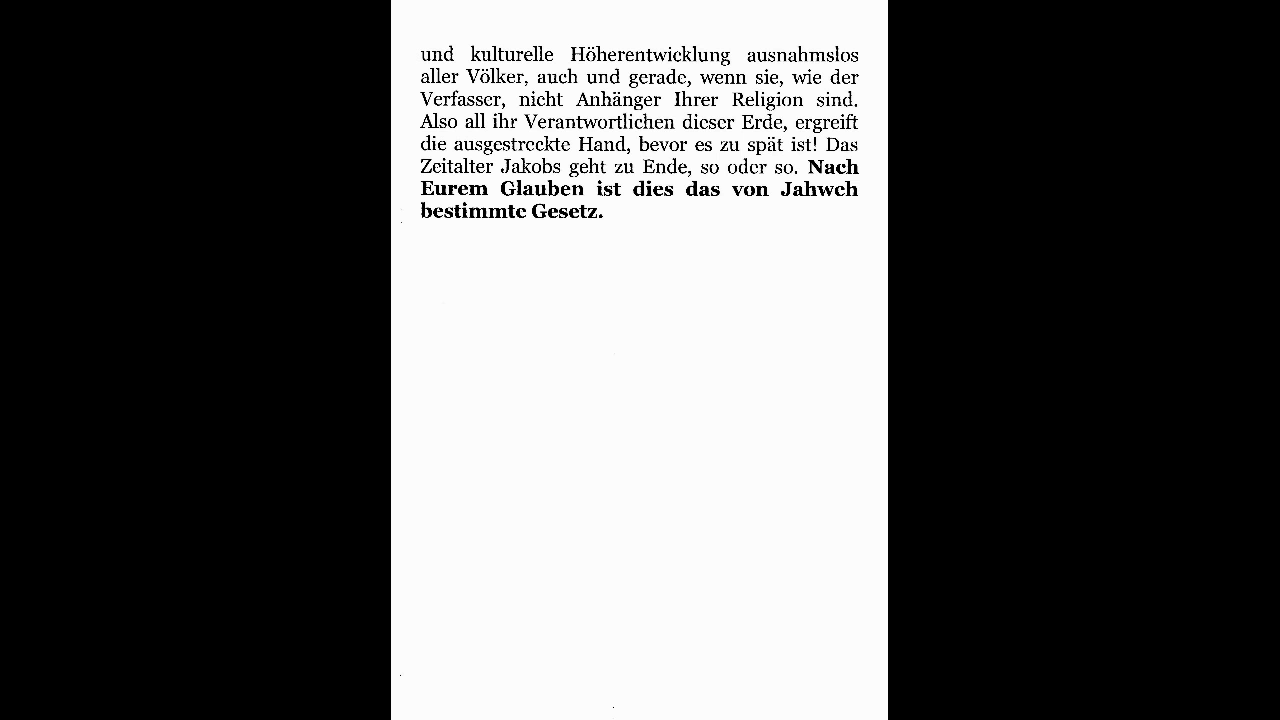 und kulturelle Höherentwicklung ausnahmslos
aller Völker, auch und gerade, wenn sie, wie der
Verfasser, nicht Anhänger Ihrer Religion sind.
Also all ihr Verantwortlichen dieser Erde, ergreift
die ausgestreckte Hand, bevor es zu spät ist! Das
Zeitalter Jakobs geht zu Ende, so oder so. Nach
Eurem Glauben ist dies das von Jahweh
bestimmte Gesetz.